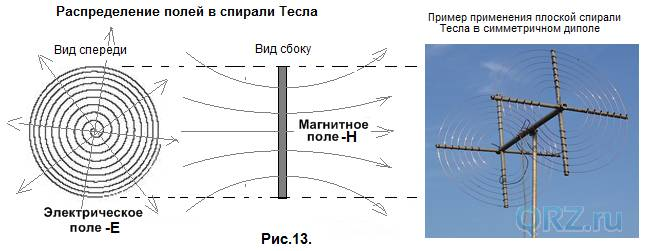 Распределение полей в спирали Тесла
Вид спереди
Вид сбоку
Магнитное
поле -Н
Электрическое
поле -Е
Рис.13.
Пример применения плоской спирали
Тесла в симметричном диполе
QRZ.ru